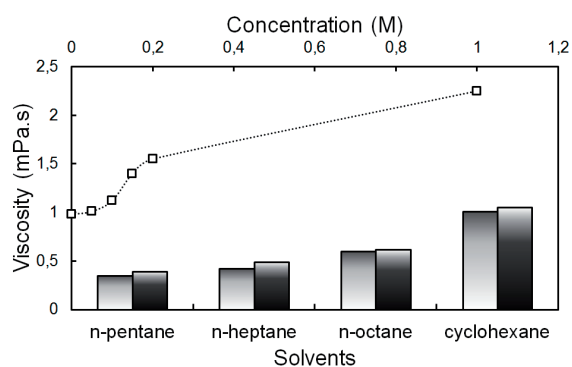 Concentration (M)
0 0,2 0,4 0,6 0,8 1 1,2
2,5
2
1,5
1
0,5
0
Viscosity (mPa.s)
n-pentane n-heptane n-octane cyclohexane
Solvents